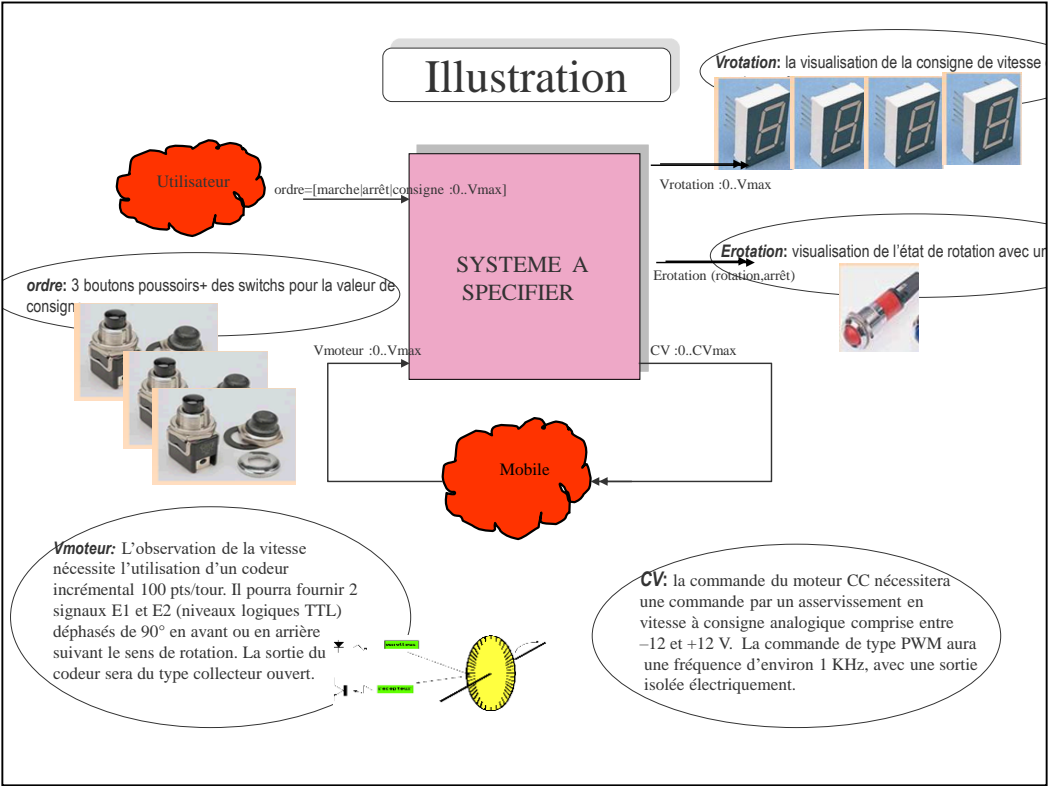 Illustration
Vrotation: la visualisation de la consigne de vitesse
Utilisateur
ordre=[marche|arrêt|consigne :0..Vmax]
Vrotation :0..Vmax
SYSTEME A
SPECIFIER
Erotation: visualisation de l'état de rotation avec un
Erotation (rotation,arrêt)
ordre: 3 boutons poussoirs+ des switchs pour la valeur de
consign
Vmoteur :0..Vmax
CV :0..CVmax
Mobile
Vmoteur: L'observation de la vitesse
nécessite l'utilisation d'un codeur
incrémental 100 pts/tour. Il pourra fournir 2
signaux E1 et E2 (niveaux logiques TTL)
déphasés de 90° en avant ou en arrière
suivant le sens de rotation. La sortie du
codeur sera du type collecteur ouvert.
recepteur
CV: la commande du moteur CC nécessitera
une commande par un asservissement en
vitesse à consigne analogique comprise entre
–12 et +12 V. La commande de type PWM aura
une fréquence d'environ 1 KHz, avec une sortie
isolée électriquement.